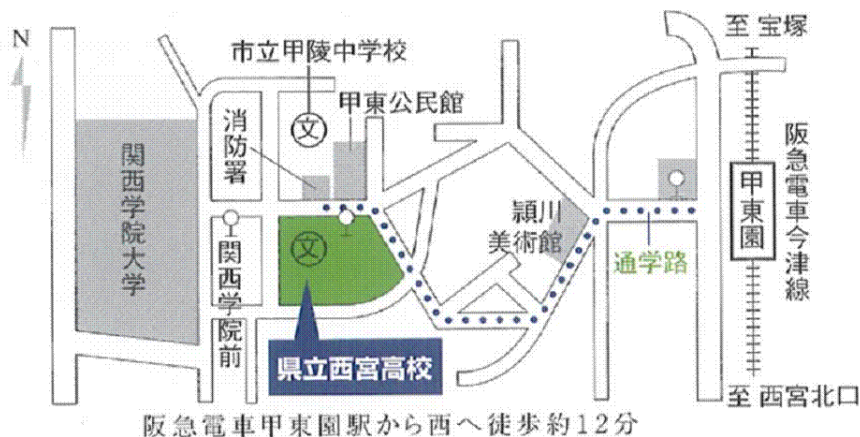 至 宝塚
N
市立甲陵中学校
文
甲東公民館
消防署
関西学院大学
阪急電車今津線
甲東園
頴川
美術館
文
関西学院前
通学路
県立西宮高校
至 西宮北口
阪急電車甲東園駅から西へ徒歩約12分